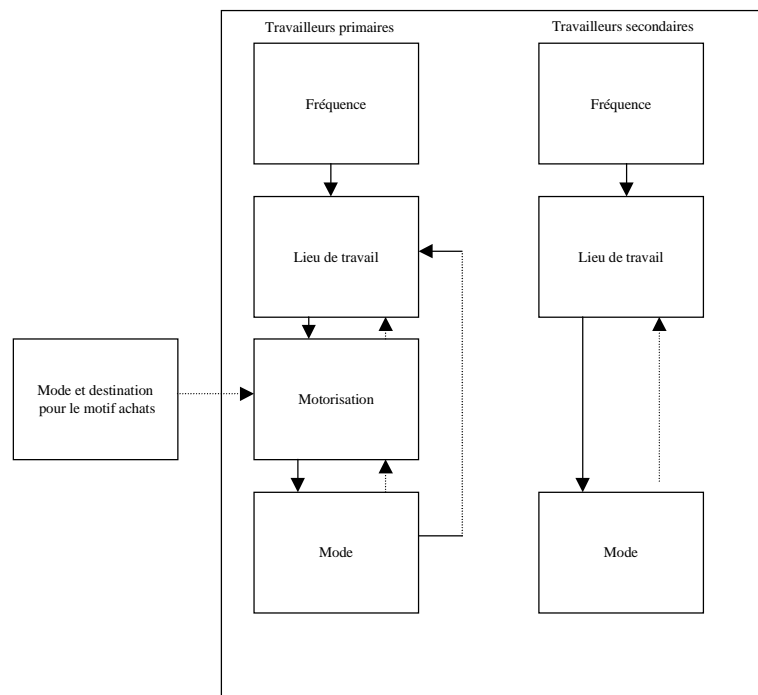 Travailleurs primaires
Travailleurs secondaires
Fréquence
Fréquence
Lieu de travail
Lieu de travail
Mode et destination
pour le motif achats
Motorisation
Mode
Mode